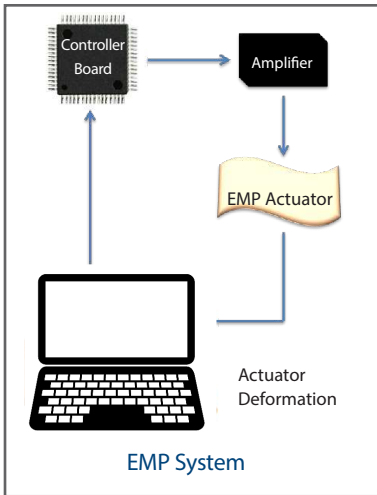 Controller
Board
Amplifier
EMP Actuator
Actuator
Deformation
EMP System